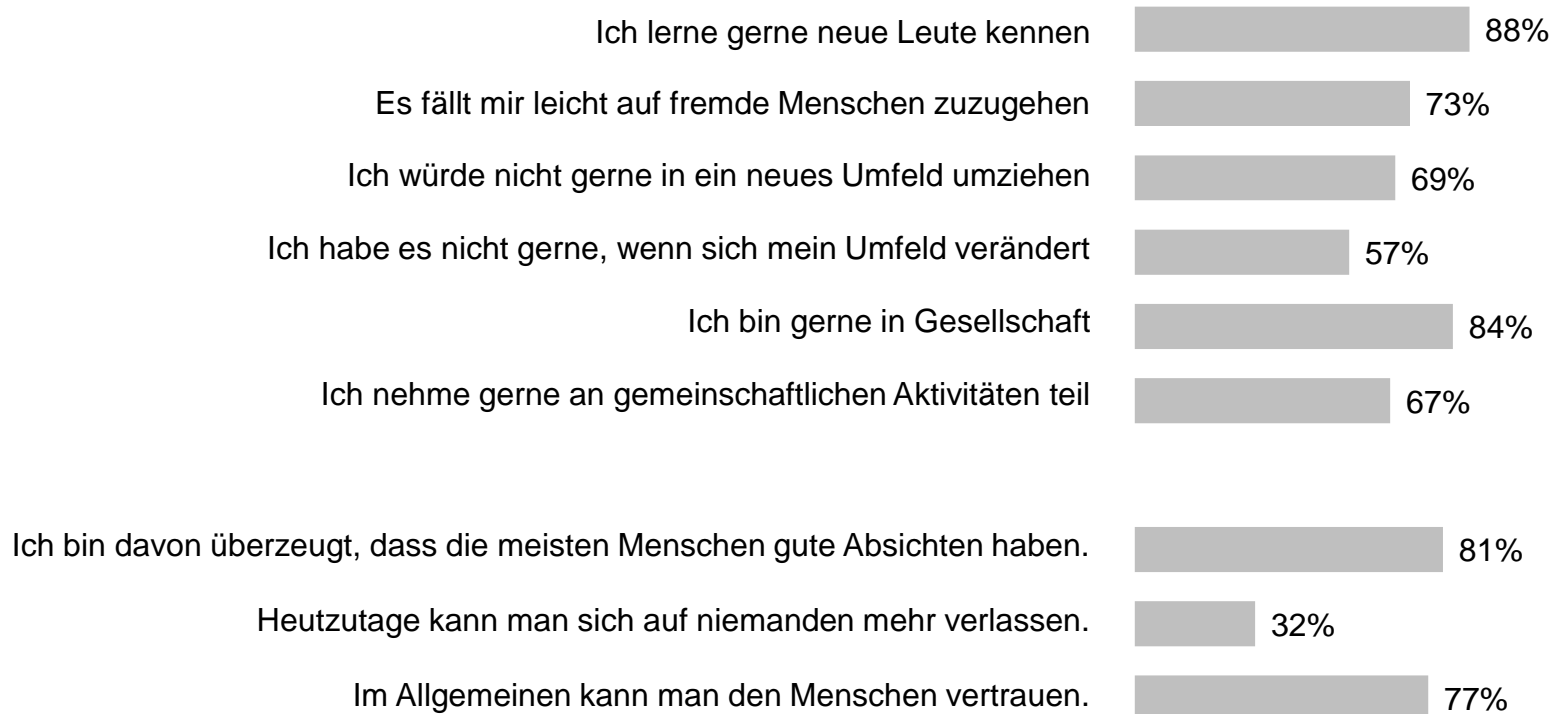 Ich lerne gerne neue Leute kennen 88%
Es fällt mir leicht auf fremde Menschen zuzugehen 73%
Ich würde nicht gerne in ein neues Umfeld umziehen 69%
Ich habe es nicht gerne, wenn sich mein Umfeld verändert 57%
Ich bin gerne in Gesellschaft 84%
Ich nehme gerne an gemeinschaftlichen Aktivitäten teil 67%
Ich bin davon überzeugt, dass die meisten Menschen gute Absichten haben. 81%
Heutzutage kann man sich auf niemanden mehr verlassen. 32%
Im Allgemeinen kann man den Menschen vertrauen. 77%